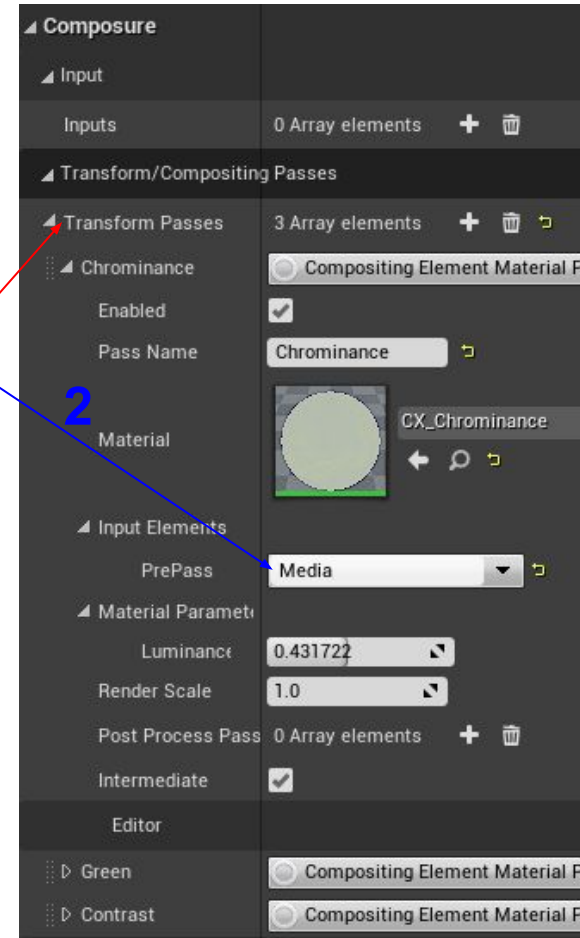 Composure
Input
Inputs 0 Array elements
Transform/Compositing Passes
Transform Passes 3 Array elements
Chrominance Compositing Element Material P
Enabled
Pass Name Chrominance
2
Material CX_Chrominance
Input Elements
PrePass Media
Material Paramete
Luminance 0.431722
Render Scale 1.0
Post Process Pass 0 Array elements
Intermediate
Editor
Green Compositing Element Material P
Contrast Compositing Element Material P